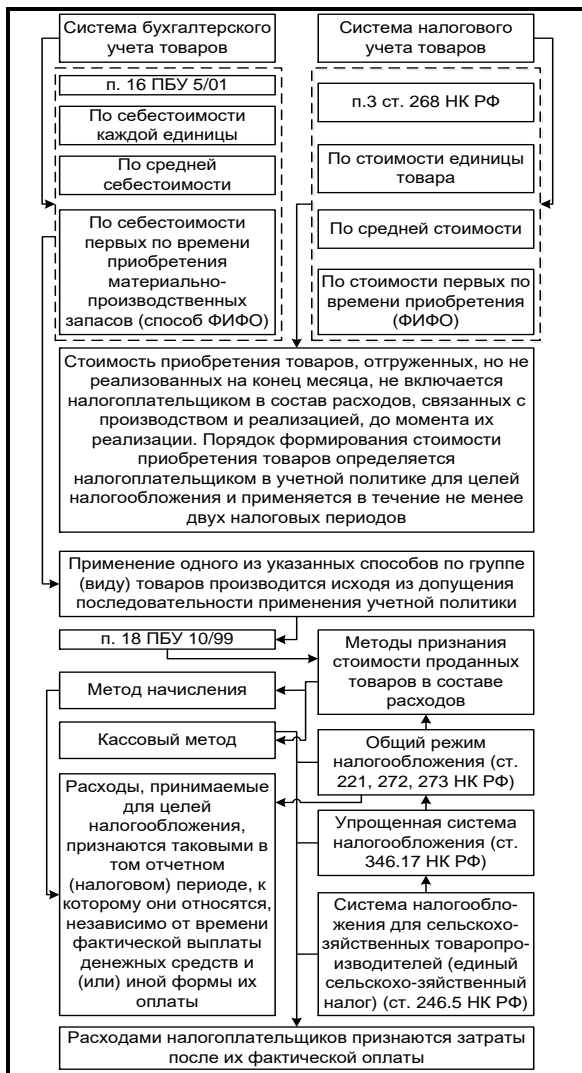 Система бухгалтерского
учета товаров
Система налогового
учета товаров
п. 16 ПБУ 5/01
По себестоимости
каждой единицы
По средней
себестоимости
По себестоимости
первых по времени
приобретения
материально-
производственных
запасов (способ ФИФО)
п.3 ст. 268 НК РФ
По стоимости единицы
товара
По средней стоимости
По стоимости первых по
времени приобретения
(ФИФО)
Стоимость приобретения товаров, отгруженных, но не
реализованных на конец месяца, не включается
налогоплательщиком в состав расходов, связанных с
производством и реализацией, до момента их
реализации. Порядок формирования стоимости
приобретения товаров определяется
налогоплательщиком в учетной политике для целей
налогообложения и применяется в течение не менее
двух налоговых периодов
Применение одного из указанных способов по группе
(виду) товаров производится исходя из допущения
последовательности применения учетной политики
п. 18 ПБУ 10/99
Методы признания
стоимости проданных
товаров в составе
расходов
Метод начисления
Кассовый метод
Общий режим
налогообложения (ст.
221, 272, 273 НК РФ)
Расходы, принимаемые
для целей
налогообложения,
признаются таковыми в
том отчетном
(налоговом) периоде, к
которому они относятся,
независимо от времени
фактической выплаты
денежных средств и
(или) иной формы их
оплаты
Упрощенная система
налогообложения (ст.
346.17 НК РФ)
Система налогообло-
жения для сельскохо-
зяйственных товаропро-
изводителей (единый
сельскохо-зяйственный
налог) (ст. 246.5 НК РФ)
Расходами налогоплательщиков признаются затраты
после их фактической оплаты